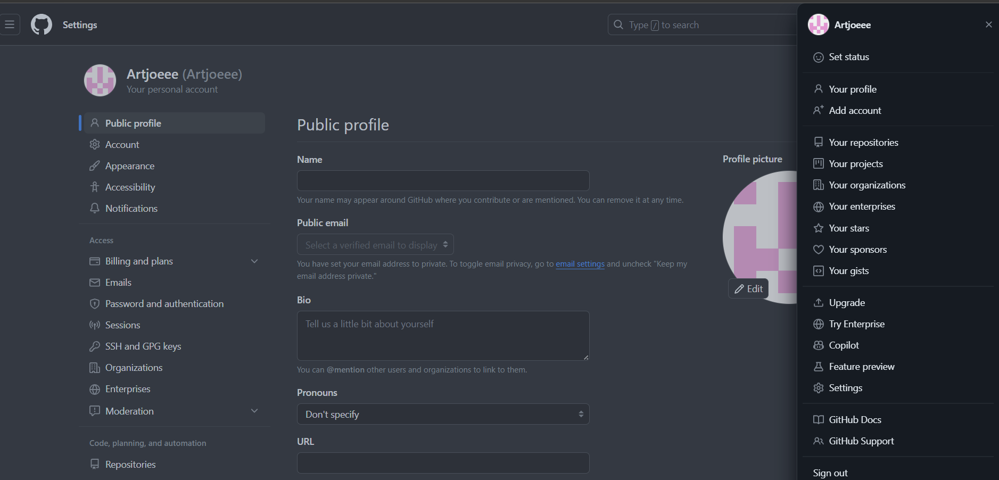 Settings
Type / to search
Artjoeee (Artjoeee)
Your personal account
Public profile
Account
Appearance
Accessibility
Notifications
Access
Billing and plans
Emails
Password and authentication
Sessions
SSH and GPG keys
Organizations
Enterprises
Moderation
Code, planning, and automation
Repositories
Public profile
Name
Your name may appear around GitHub where you contribute or are mentioned. You can remove it at any time.
Public email
Select a verified email to display
You have set your email address to private. To toggle email privacy, go to email settings and uncheck "Keep my
email address private."
Bio
Tell us a little bit about yourself
You can @mention other users and organizations to link to them.
Pronouns
Don't specify
URL
Profile picture
Edit
Artjoeee
Set status
Your profile
Add account
Your repositories
Your projects
Your organizations
Your enterprises
Your stars
Your sponsors
Your gists
Upgrade
Try Enterprise
Copilot
Feature preview
Settings
GitHub Docs
GitHub Support
Sign out